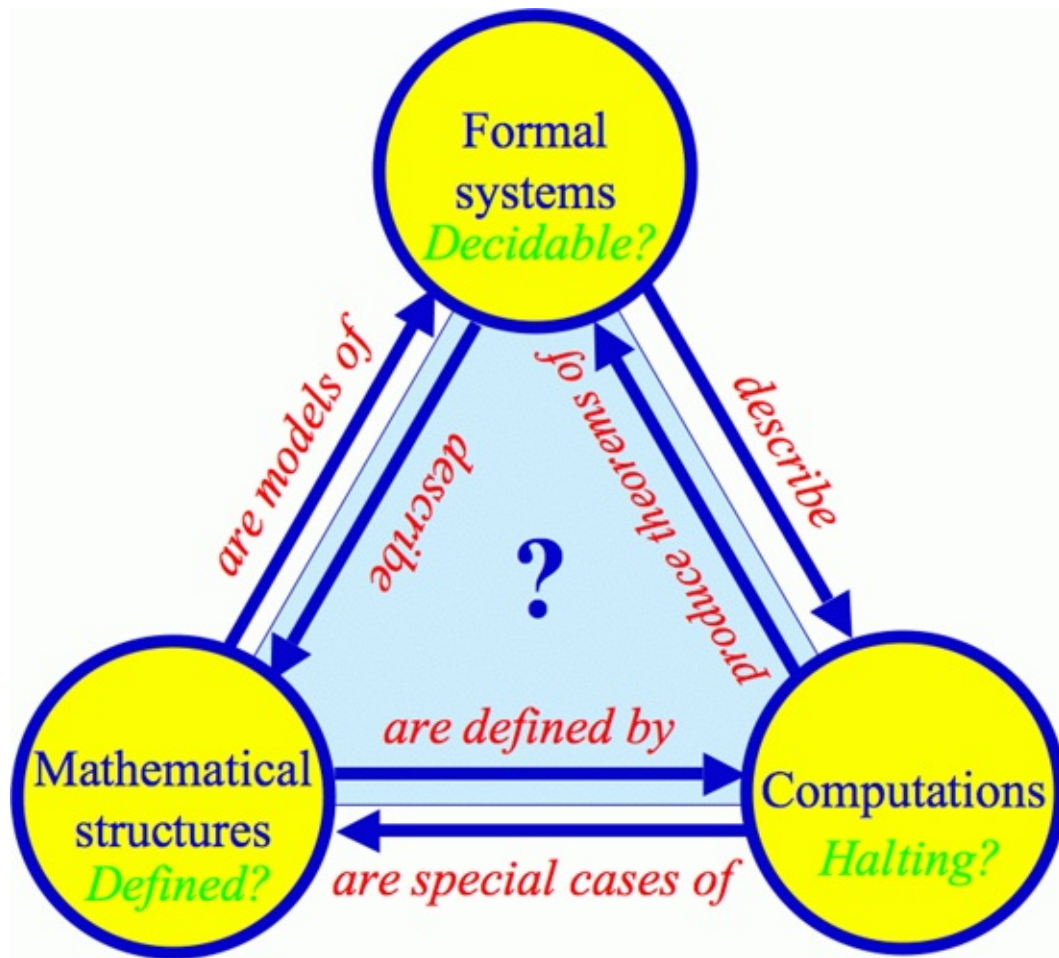 Formal
systems
Decidable?
are models of
describe
produce theorems of
describe
?
are defined by
Mathematical
structures
Defined?
Computations
Halting?
are special cases of